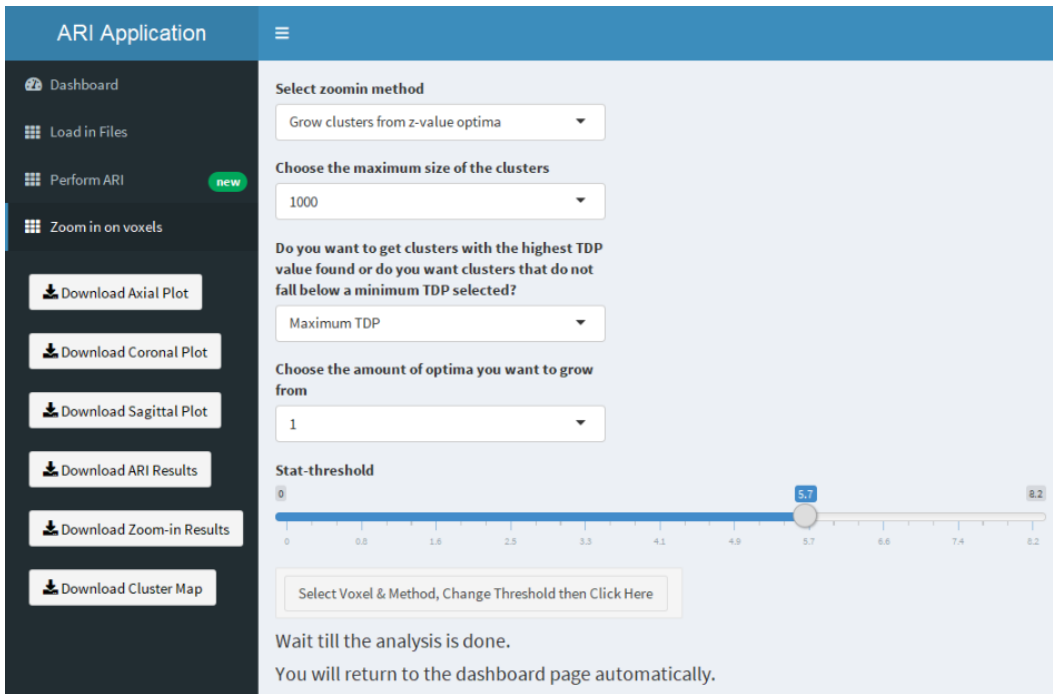 ARI Application
Dashboard
Load in Files
Perform ARI new
Zoom in on voxels
Download Axial Plot
Download Coronal Plot
Download Sagittal Plot
Download ARI Results
Download Zoom-in Results
Download Cluster Map
Select zoomin method
Grow clusters from z-value optima
Choose the maximum size of the clusters
1000
Do you want to get clusters with the highest TDP
value found or do you want clusters that do not
fall below a minimum TDP selected?
Maximum TDP
Choose the amount of optima you want to grow
from
1
Stat-threshold
0 5.7 8.2
0 0.8 1.6 2.5 3.3 4.1 4.9 5.7 6.6 7.4 8.2
Select Voxel & Method, Change Threshold then Click Here
Wait till the analysis is done.
You will return to the dashboard page automatically.